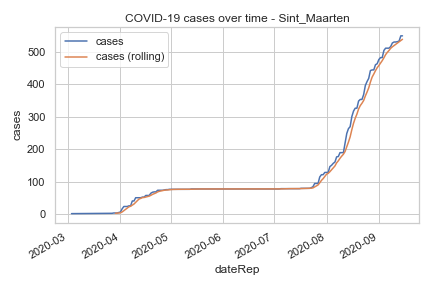 COVID-19 cases over time - Sint_Maarten
cases
cases (rolling)
cases
500
400
300
200
100
0
2020-03
2020-04
2020-05
2020-06
2020-07
2020-08
2020-09
dateRep